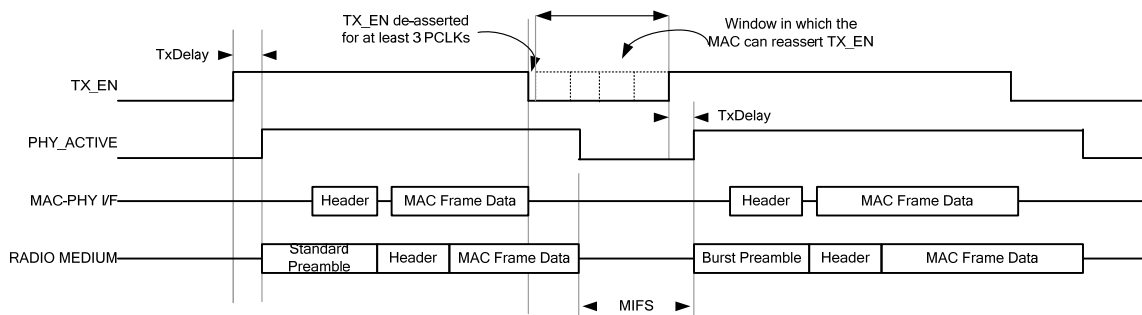 TX_EN de-asserted
for at least 3 PCLKs
Window in which the
MAC can reassert TX_EN
TxDelay
TX_EN
TxDelay
PHY_ACTIVE
MAC-PHY I/F
Header
MAC Frame Data
Header
MAC Frame Data
RADIO MEDIUM
Standard
Preamble
Header
MAC Frame Data
Burst Preamble
Header
MAC Frame Data
MIFS